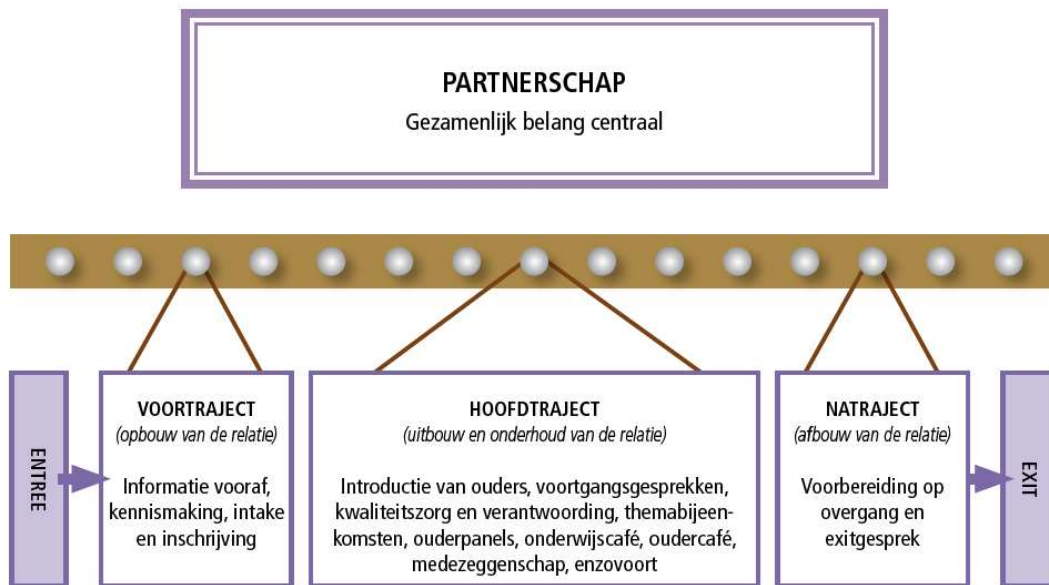 PARTNERSCHAP
Gezamenlijk belang centraal
ENTREE
VOORTRAJECT
(opbouw van de relatie)
Informatie vooraf,
kennismaking, intake
en inschrijving
HOOFDTRAJECT
(uitbouw en onderhoud van de relatie)
Introductie van ouders, voortgangsgesprekken,
kwaliteitszorg en verantwoording, themabijeen-
komsten, ouderpanels, onderwijscafé, oudercafé,
medezeggenschap, enzovoort
NATRAJECT
(afbouw van de relatie)
Voorbereiding op
overgang en
exitgesprek
EXIT